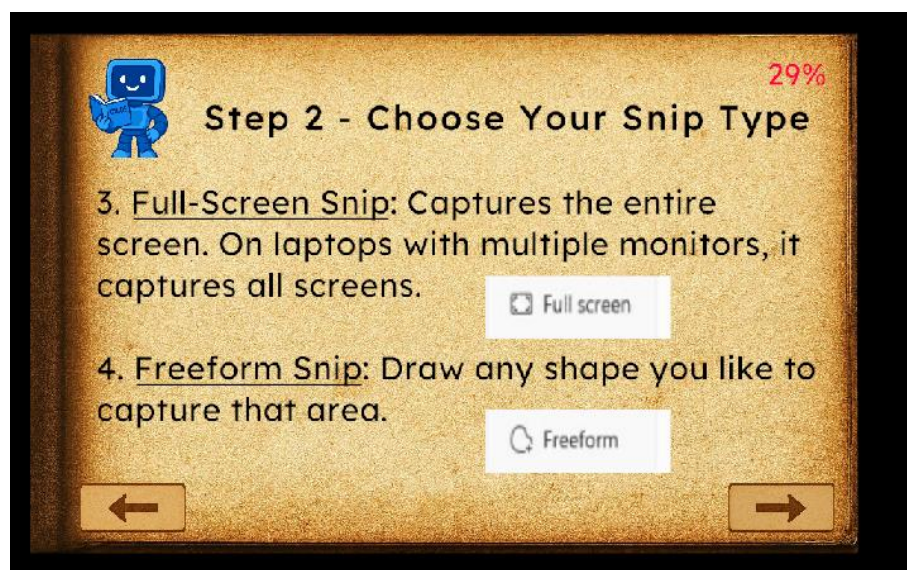 29%
Step 2 - Choose Your Snip Type
3. Full-Screen Snip: Captures the entire
screen. On laptops with multiple monitors, it
captures all screens.
Full screen
4. Freeform Snip: Draw any shape you like to
capture that area.
Freeform